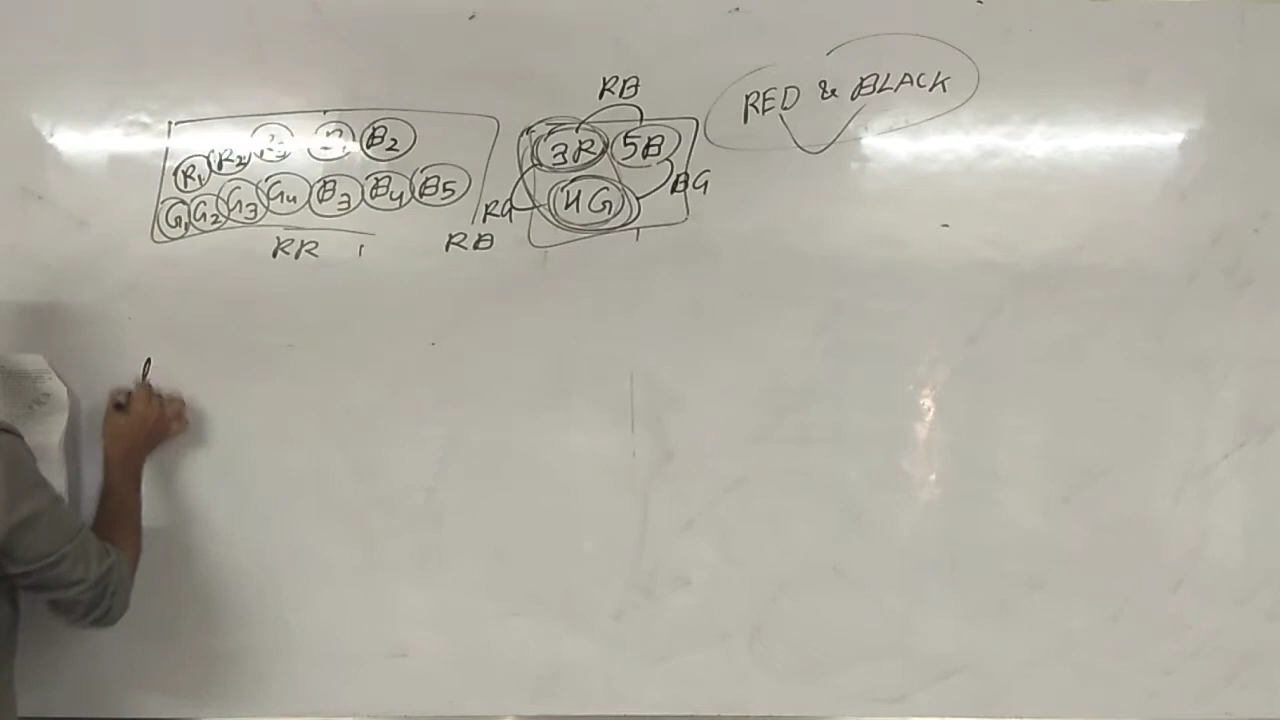 RB
RED & BLACK
R1 R2 B2
3R 5B
G1 G2 G3 G4 B3 B4 B5
4G
BG
RG
RR
RB